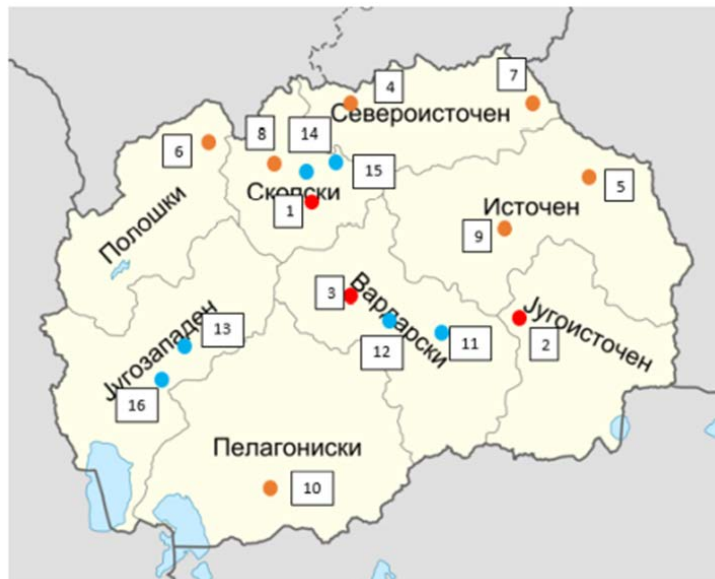 7
4
Североисточен
8
14
6
15
Скопски
5
1
Источен
Полошки
9
3
Вардарски
Југоисточен
13
Југозападен
11
2
12
16
Пелагониски
10